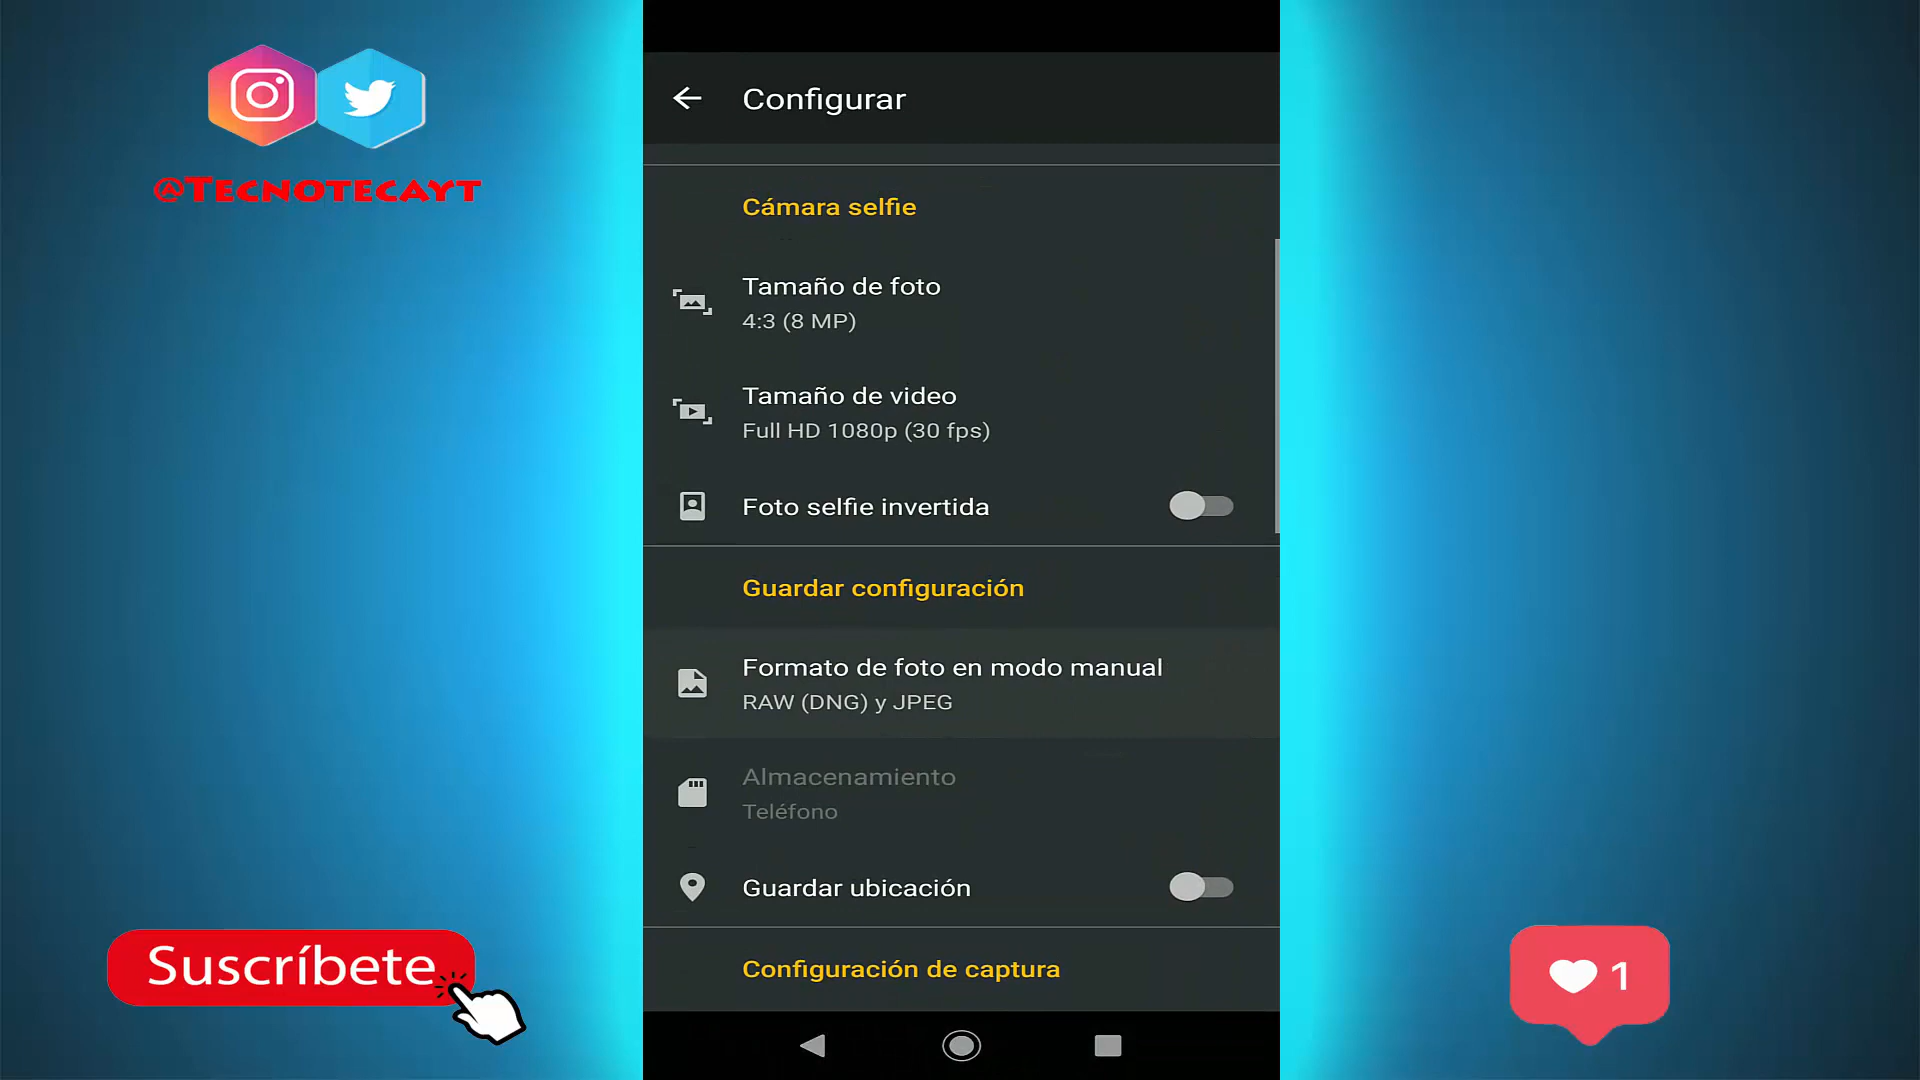 @Tecnotecayt
Configurar
Cámara selfie
Tamaño de foto
4:3 (8 MP)
Tamaño de video
Full HD 1080p (30 fps)
Foto selfie invertida
Guardar configuración
Formato de foto en modo manual
RAW (DNG) y JPEG
Almacenamiento
Teléfono
Guardar ubicación
Configuración de captura
Suscríbete
1